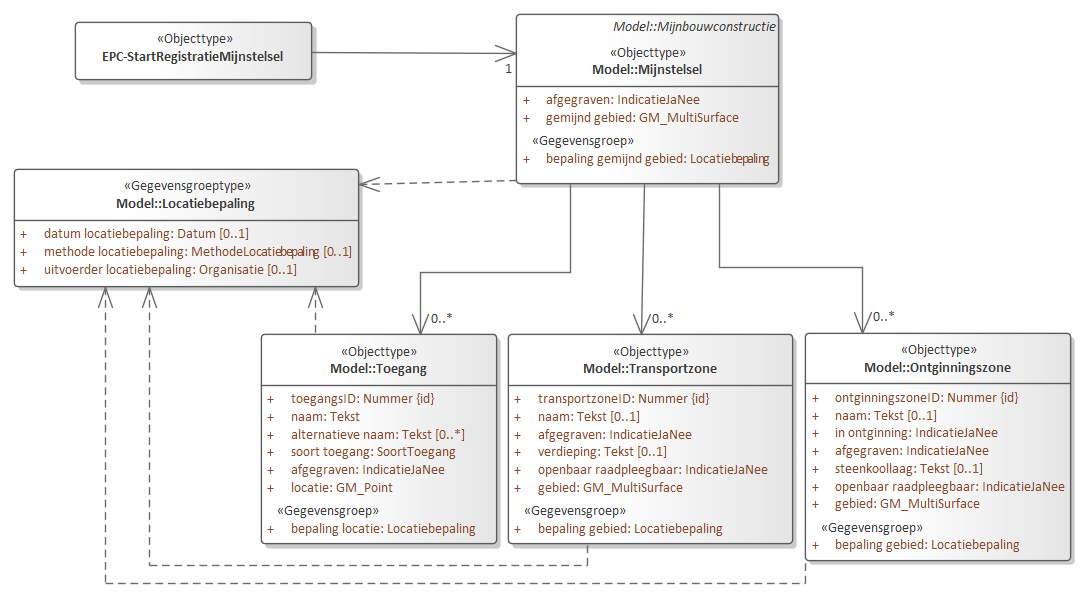 «Objecttype»
EPC-StartRegistratieMijnstelsel
1
Model::Mijnbouwconstructie
«Objecttype»
Model::Mijnstelsel
+ afgegraven: IndicatieJaNee
+ gemijnd gebied: GM_MultiSurface
«Gegevensgroep»
+ bepaling gemijnd gebied: Locatiebepaling
«Gegevensgroeptype»
Model::Locatiebepaling
+ datum locatiebepaling: Datum [0..1]
+ methode locatiebepaling: MethodeLocatiebepaling [0..1]
+ uitvoerder locatiebepaling: Organisatie [0..1]
0..*
0..*
0..*
«Objecttype»
Model::Toegang
+ toegangsID: Nummer {id}
+ naam: Tekst
+ alternatieve naam: Tekst [0..*]
+ soort toegang: SoortToegang
+ afgegraven: IndicatieJaNee
+ locatie: GM_Point
«Gegevensgroep»
+ bepaling locatie: Locatiebepaling
«Objecttype»
Model::Transportzone
+ transportzoneID: Nummer {id}
+ naam: Tekst [0..1]
+ afgegraven: IndicatieJaNee
+ verdieping: Tekst [0..1]
+ openbaar raadpleegbaar: IndicatieJaNee
+ gebied: GM_MultiSurface
«Gegevensgroep»
+ bepaling gebied: Locatiebepaling
«Objecttype»
Model::Ontginningszone
+ ontginningszoneID: Nummer {id}
+ naam: Tekst [0..1]
+ in ontginning: IndicatieJaNee
+ afgegraven: IndicatieJaNee
+ steenkoollaag: Tekst [0..1]
+ openbaar raadpleegbaar: IndicatieJaNee
+ gebied: GM_MultiSurface
«Gegevensgroep»
+ bepaling gebied: Locatiebepaling